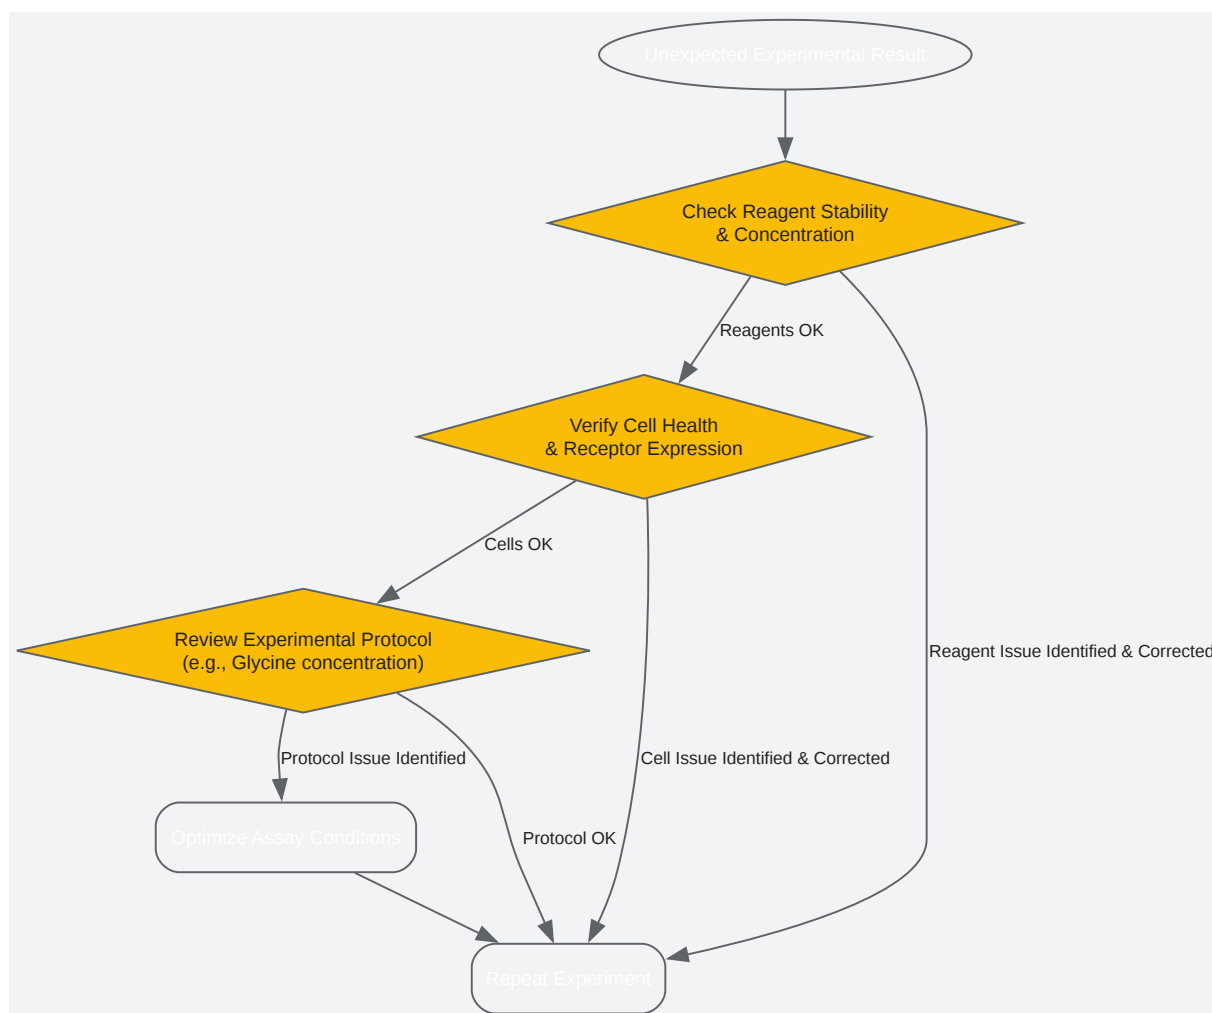 Unexpected Experimental Result
Check Reagent Stability
& Concentration
Reagents OK
Verify Cell Health
& Receptor Expression
Cells OK
Review Experimental Protocol
(e.g., Glycine concentration)
Reagent Issue Identified & Corrected
Protocol Issue Identified
Cell Issue Identified & Corrected
Optimize Assay Conditions
Protocol OK
Repeat Experiment